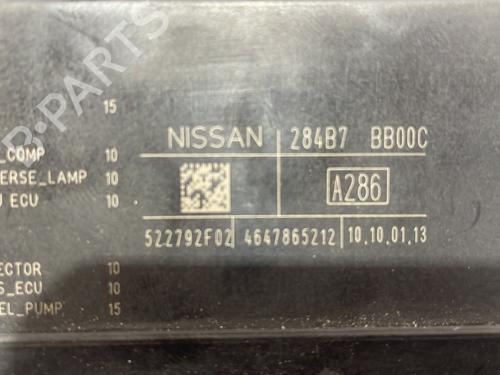 B-PARTS
15
NISSAN 284B7 BB00C
_COMP 10
ERSE_LAMP 10
ECU 10
A286
522792F02 4647865212 10.10.01.13
ECTOR 10
S_ECU 10
EL_PUMP 15